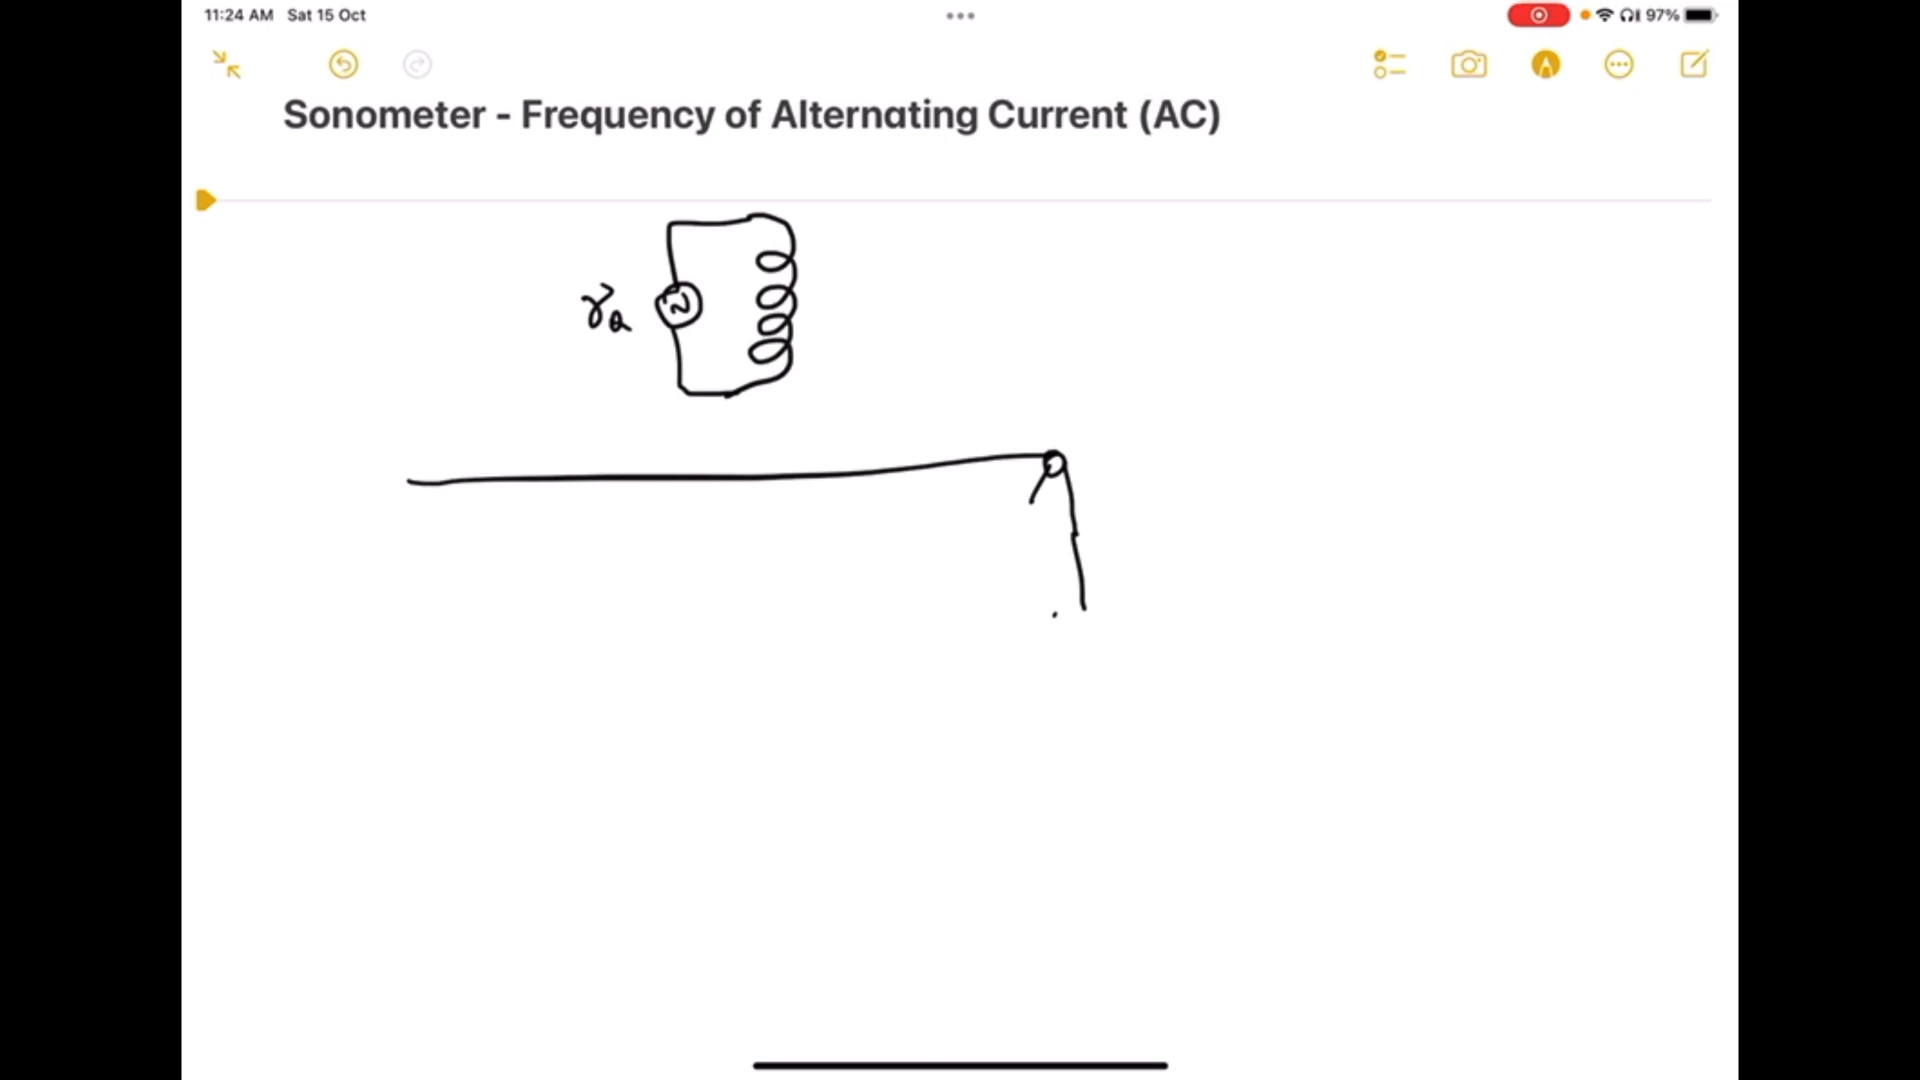 11:24 AM Sat 15 Oct
97%
Sonometer - Frequency of Alternating Current (AC)